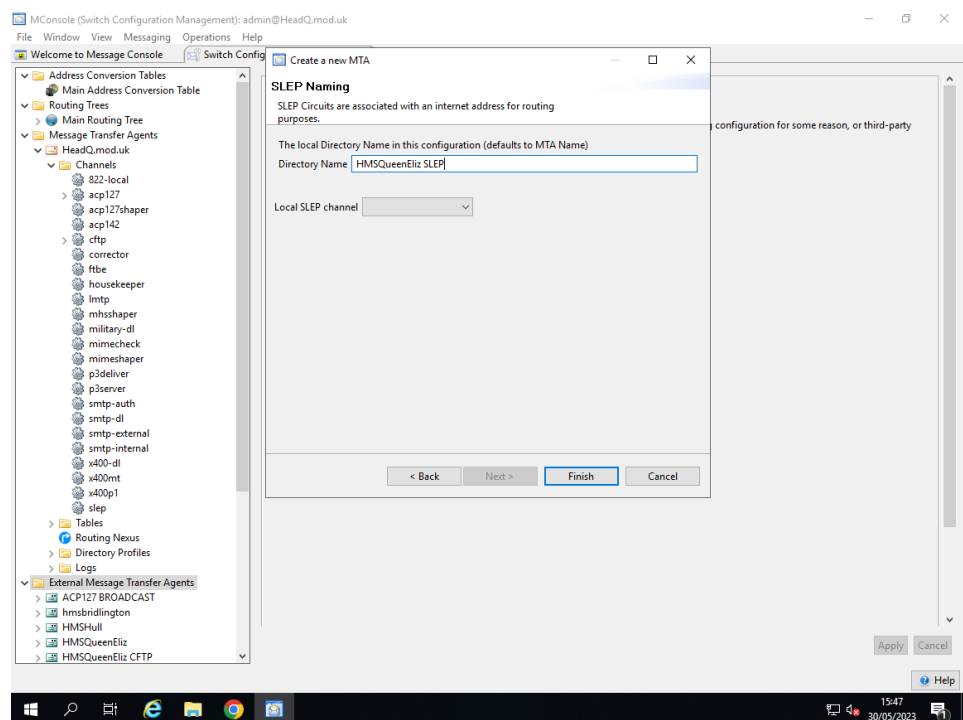 MConsole (Switch Configuration Management): admin@HeadQ.mod.uk
File Window View Messaging Operations Help
Welcome to Message Console
Switch Config
Address Conversion Tables
Main Address Conversion Table
Routing Trees
Main Routing Tree
Message Transfer Agents
HeadQ.mod.uk
Channels
822-local
acp127
acp127shaper
acp142
cftp
corrector
ftbe
housekeeper
lmtp
mhsshaper
military-dl
mimecheck
mimeshaper
p3deliver
p3server
smtp-auth
smtp-dl
smtp-external
smtp-internal
x400-dl
x400mt
x400p1
slep
Tables
Routing Nexus
Directory Profiles
Logs
External Message Transfer Agents
ACP127 BROADCAST
hmsbridlington
HMSHull
HMSQueenEliz
HMSQueenEliz CFTP
Create a new MTA
SLEP Naming
SLEP Circuits are associated with an internet address for routing
purposes.
The local Directory Name in this configuration (defaults to MTA Name)
Directory Name HMSQueenEliz SLEP
Local SLEP channel
< Back Next > Finish Cancel
configuration for some reason, or third-party
Apply Cancel
Help
15:47
30/05/2023
1